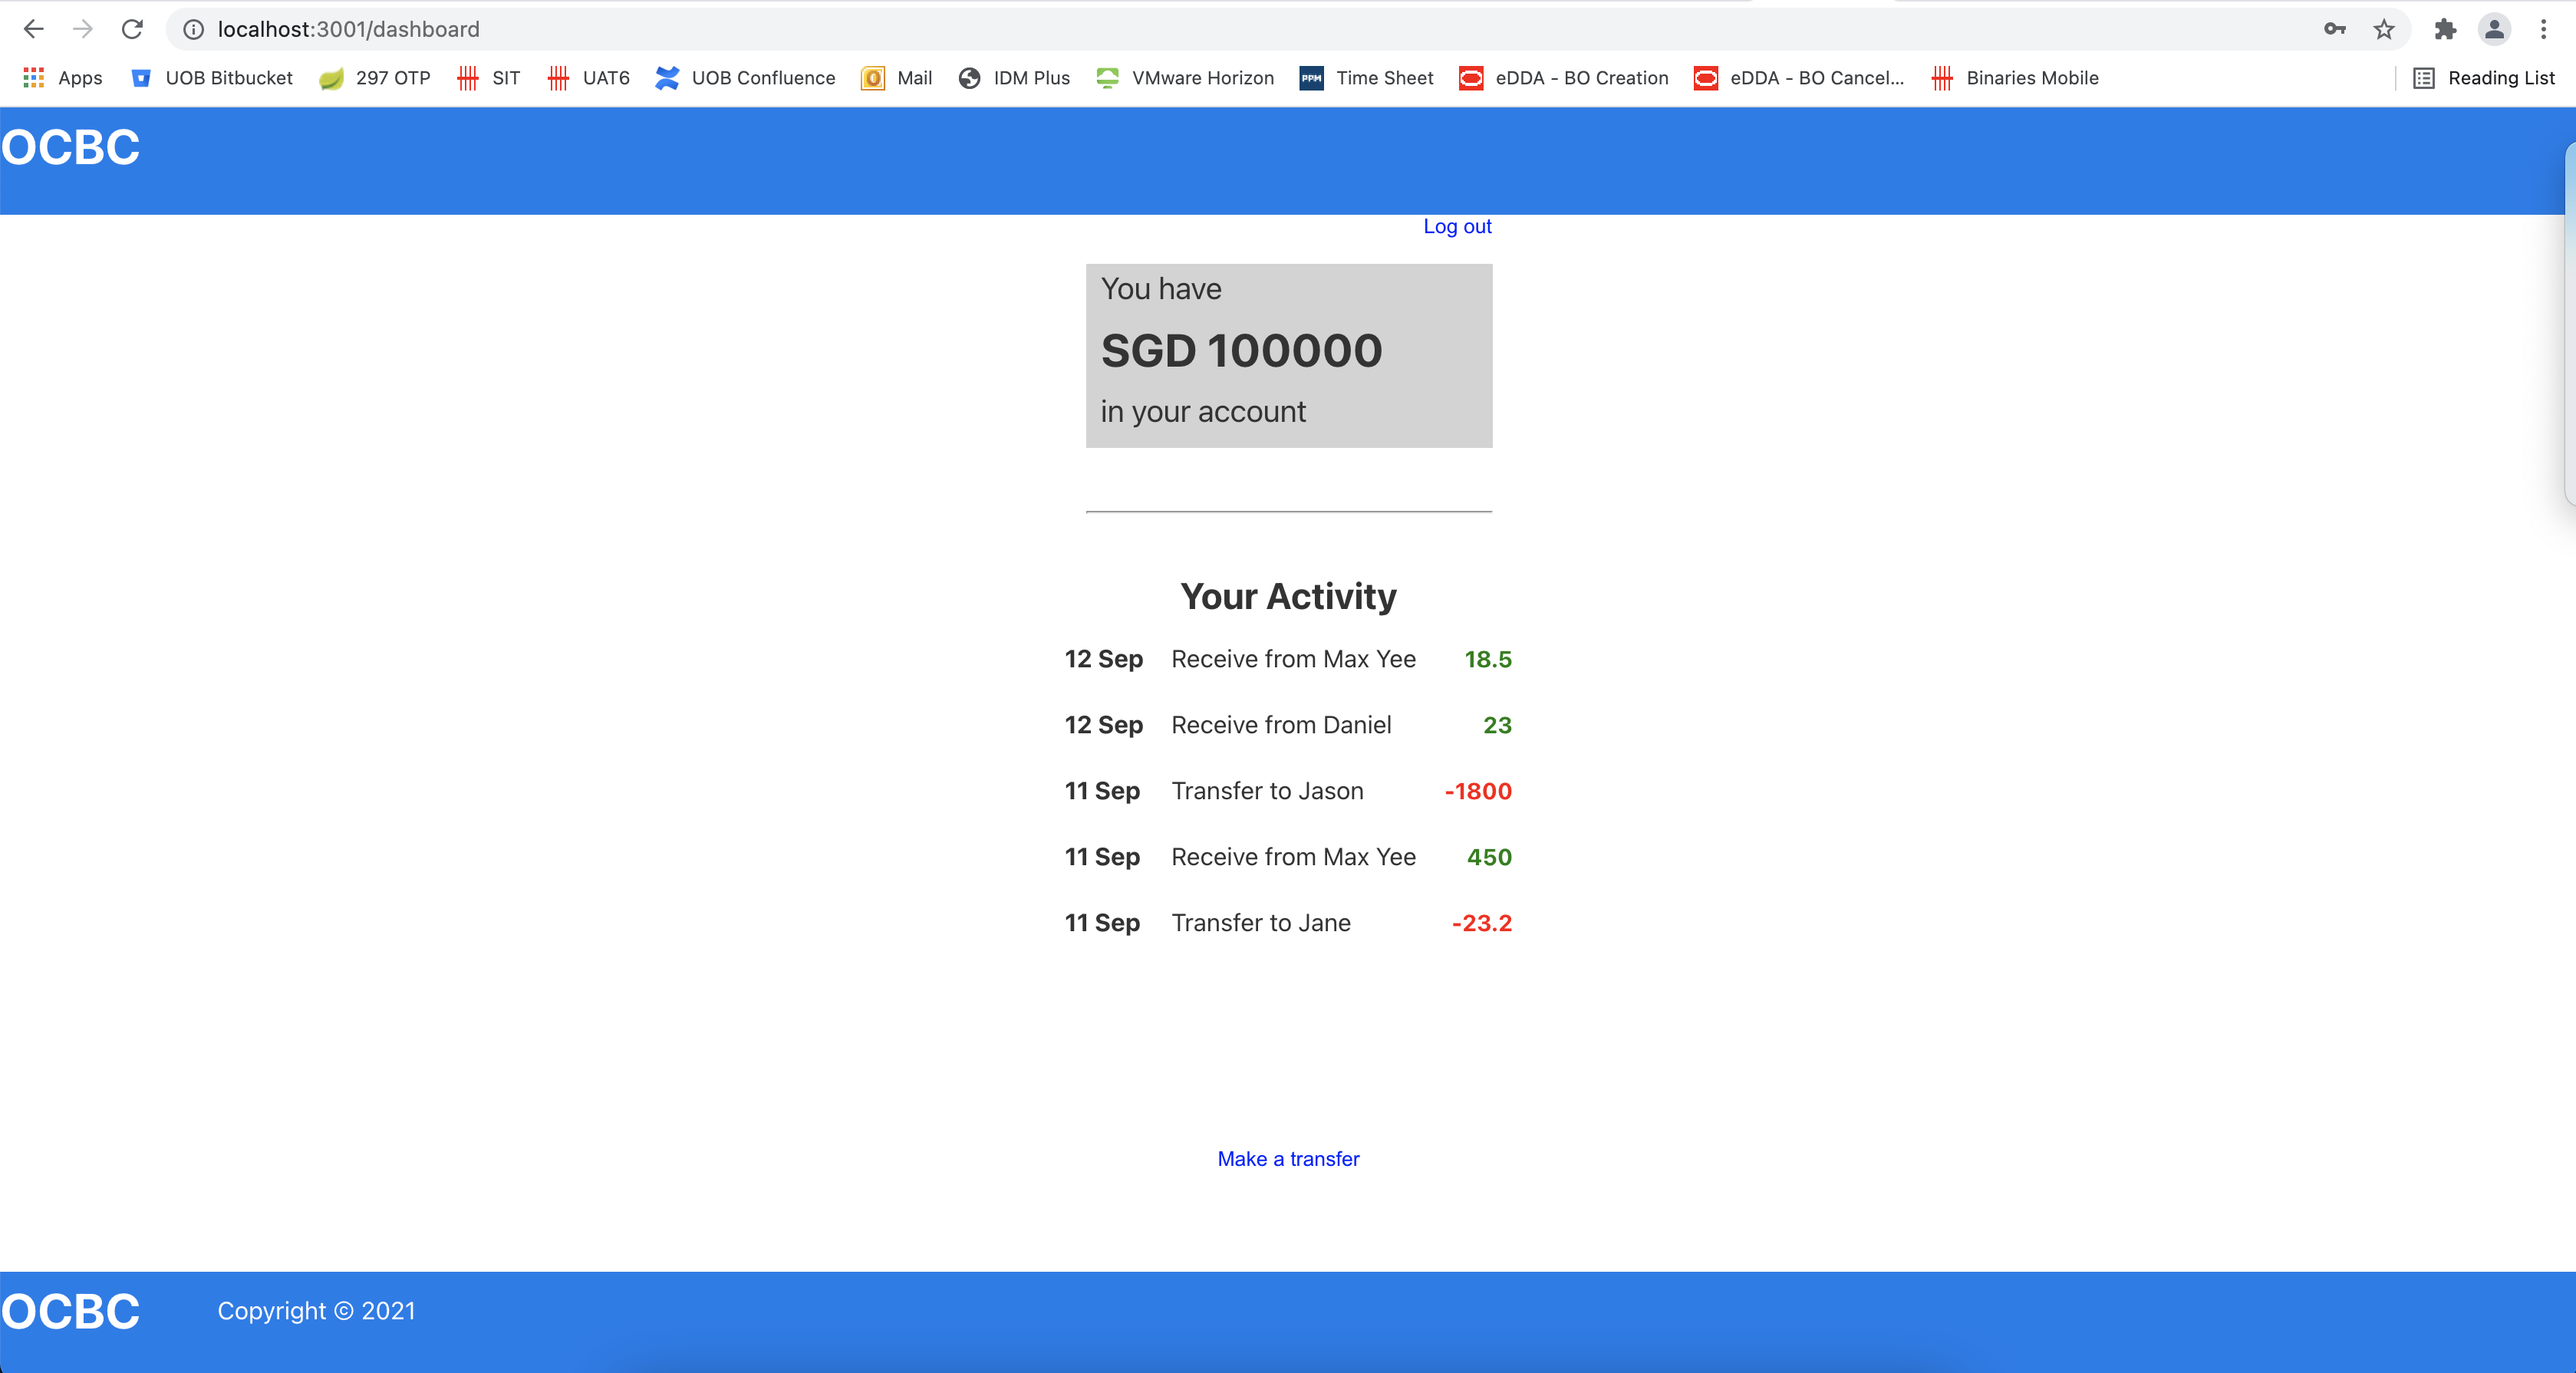 localhost:3001/dashboard
Apps UOB Bitbucket 297 OTP SIT UAT6 UOB Confluence Mail IDM Plus VMware Horizon PPM Time Sheet eDDA - BO Creation eDDA - BO Cancel... Binaries Mobile Reading List
OCBC
Log out
You have
SGD 100000
in your account
Your Activity
12 Sep Receive from Max Yee 18.5
12 Sep Receive from Daniel 23
11 Sep Transfer to Jason -1800
11 Sep Receive from Max Yee 450
11 Sep Transfer to Jane -23.2
Make a transfer
OCBC Copyright © 2021